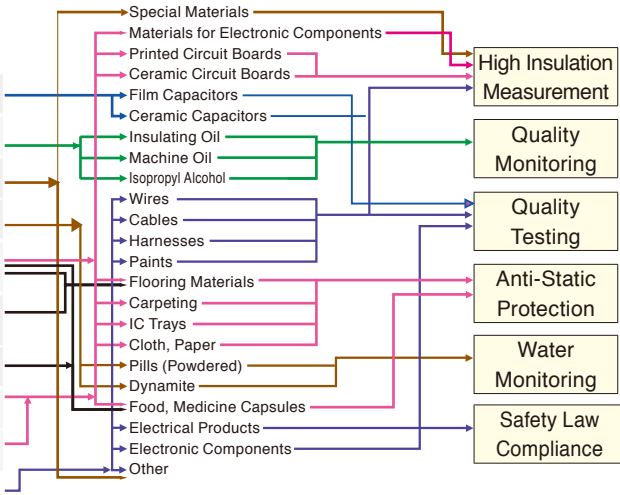 Special Materials
Materials for Electronic Components
Printed Circuit Boards
Ceramic Circuit Boards
Film Capacitors
Ceramic Capacitors
Insulating Oil
Machine Oil
Isopropyl Alcohol
Wires
Cables
Harnesses
Paints
Flooring Materials
Carpeting
IC Trays
Cloth, Paper
Pills (Powdered)
Dynamite
Food, Medicine Capsules
Electrical Products
Electronic Components
Other
High Insulation
Measurement
Quality
Monitoring
Quality
Testing
Anti-Static
Protection
Water
Monitoring
Safety Law
Compliance